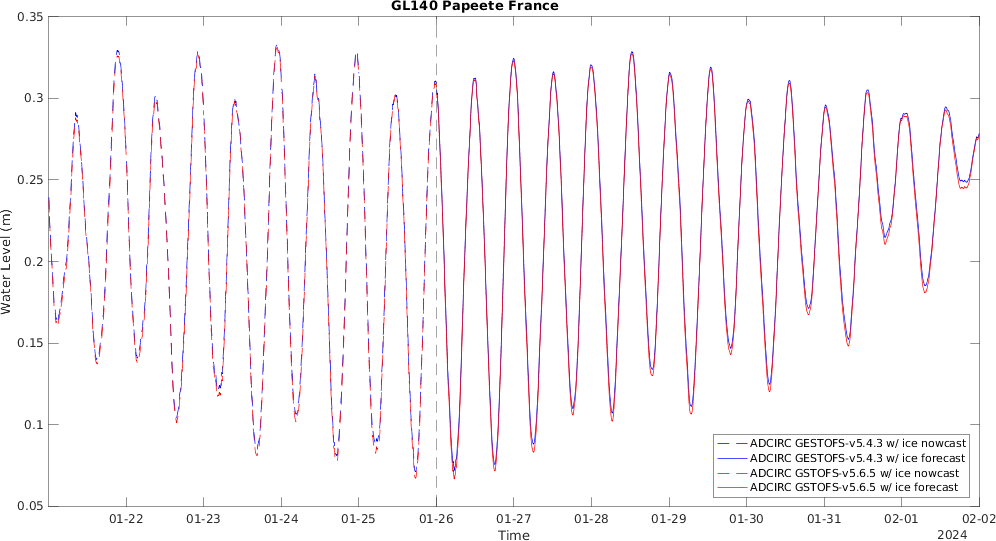 GL140 Papeete France
0.35
0.3
0.25
0.2
0.15
0.1
0.05
Water Level (m)
ADCIRC GESTOFS-v5.4.3 w/ ice nowcast
ADCIRC GESTOFS-v5.4.3 w/ ice forecast
ADCIRC GSTOFS-v5.6.5 w/ ice nowcast
ADCIRC GSTOFS-v5.6.5 w/ ice forecast
01-22 01-23 01-24 01-25 01-26 01-27 01-28 01-29 01-30 01-31 02-01 02-02
Time
2024